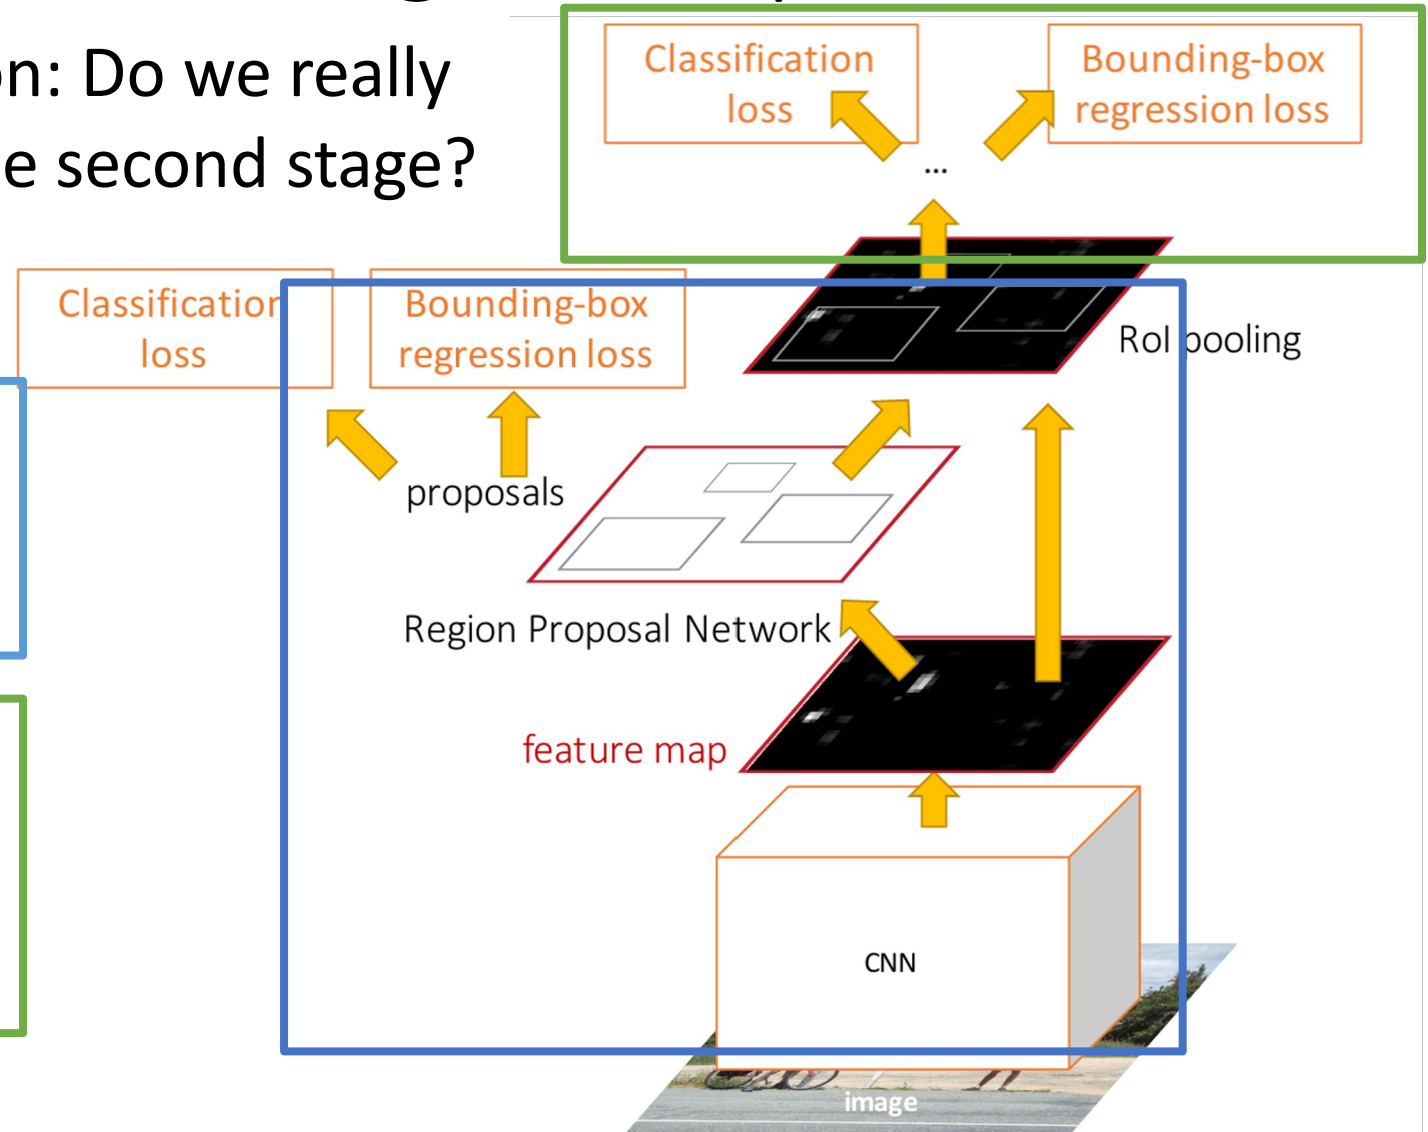 on: Do we really
e second stage?
Classification
loss
Bounding-box
regression loss
...
Classification
loss
Bounding-box
regression loss
RoI pooling
proposals
Region Proposal Network
feature map
CNN
image